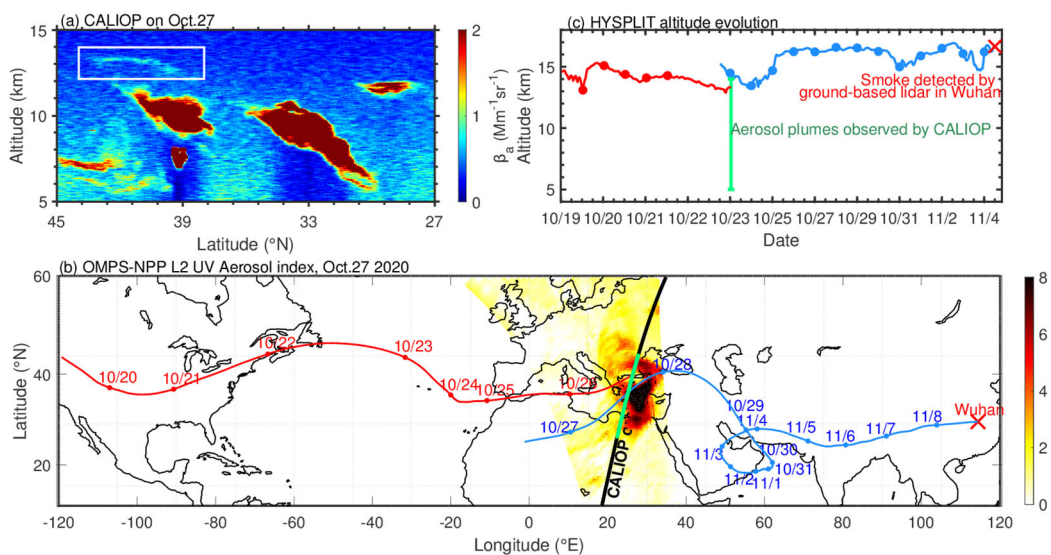 (a) CALIOP on Oct.27
15
10
5
Altitude (km)
45 39 33 27
Latitude (°N)
2
1
0
β_a (Mm⁻¹sr⁻¹)
(c) HYSPLIT altitude evolution
15
10
5
Altitude (km)
Smoke detected by
ground-based lidar in Wuhan
Aerosol plumes observed by CALIOP
10/19 10/20 10/21 10/22 10/23 10/25 10/27 10/29 10/31 11/2 11/4
Date
(b) OMPS-NPP L2 UV Aerosol index, Oct.27 2020
60
40
20
Latitude (°N)
10/20
10/21
10/22
10/23
10/24
10/25
10/27
10/28
10/29
10/30
10/31
11/1
11/2
11/3
11/4
11/5
11/6
11/7
11/8
Wuhan
CALIOP
-120 -100 -80 -60 -40 -20 0 20 40 60 80 100 120
Longitude (°E)
8
6
4
2
0